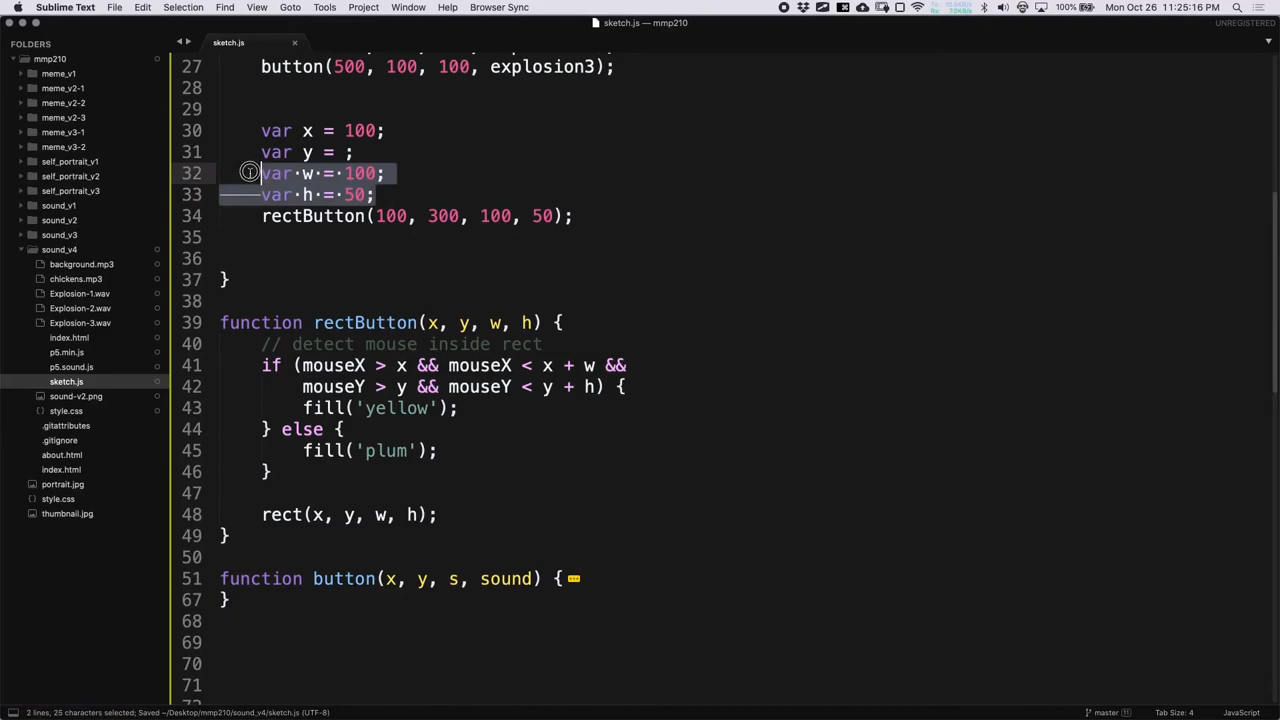 Sublime Text File Edit Selection Find View Goto Tools Project Window Help Browser Sync 100% Mon Oct 26 11:25:16 PM
sketch.js — mmp210 UNREGISTERED
FOLDERS
mmp210
meme_v1
meme_v2-1
meme_v2-2
meme_v2-3
meme_v3-1
meme_v3-2
self_portrait_v1
self_portrait_v2
self_portrait_v3
sound_v1
sound_v2
sound_v3
sound_v4
background.mp3
chickens.mp3
Explosion-1.wav
Explosion-2.wav
Explosion-3.wav
index.html
p5.min.js
p5.sound.js
sketch.js
sound-v2.png
style.css
.gitattributes
.gitignore
about.html
index.html
portrait.jpg
style.css
thumbnail.jpg
sketch.js ×
27 button(500, 100, 100, explosion3);
28
29
30 var x = 100;
31 var y = ;
32 var w = 100;
33 var h = 50;
34 rectButton(100, 300, 100, 50);
35
36
37 }
38
39 function rectButton(x, y, w, h) {
40 // detect mouse inside rect
41 if (mouseX > x && mouseX < x + w &&
42 mouseY > y && mouseY < y + h) {
43 fill('yellow');
44 } else {
45 fill('plum');
46 }
47
48 rect(x, y, w, h);
49 }
50
51 function button(x, y, s, sound) {
67 }
68
69
70
71
2 lines, 25 characters selected; Saved ~/Desktop/mmp210/sound_v4/sketch.js (UTF-8) master 11 Tab Size: 4 JavaScript